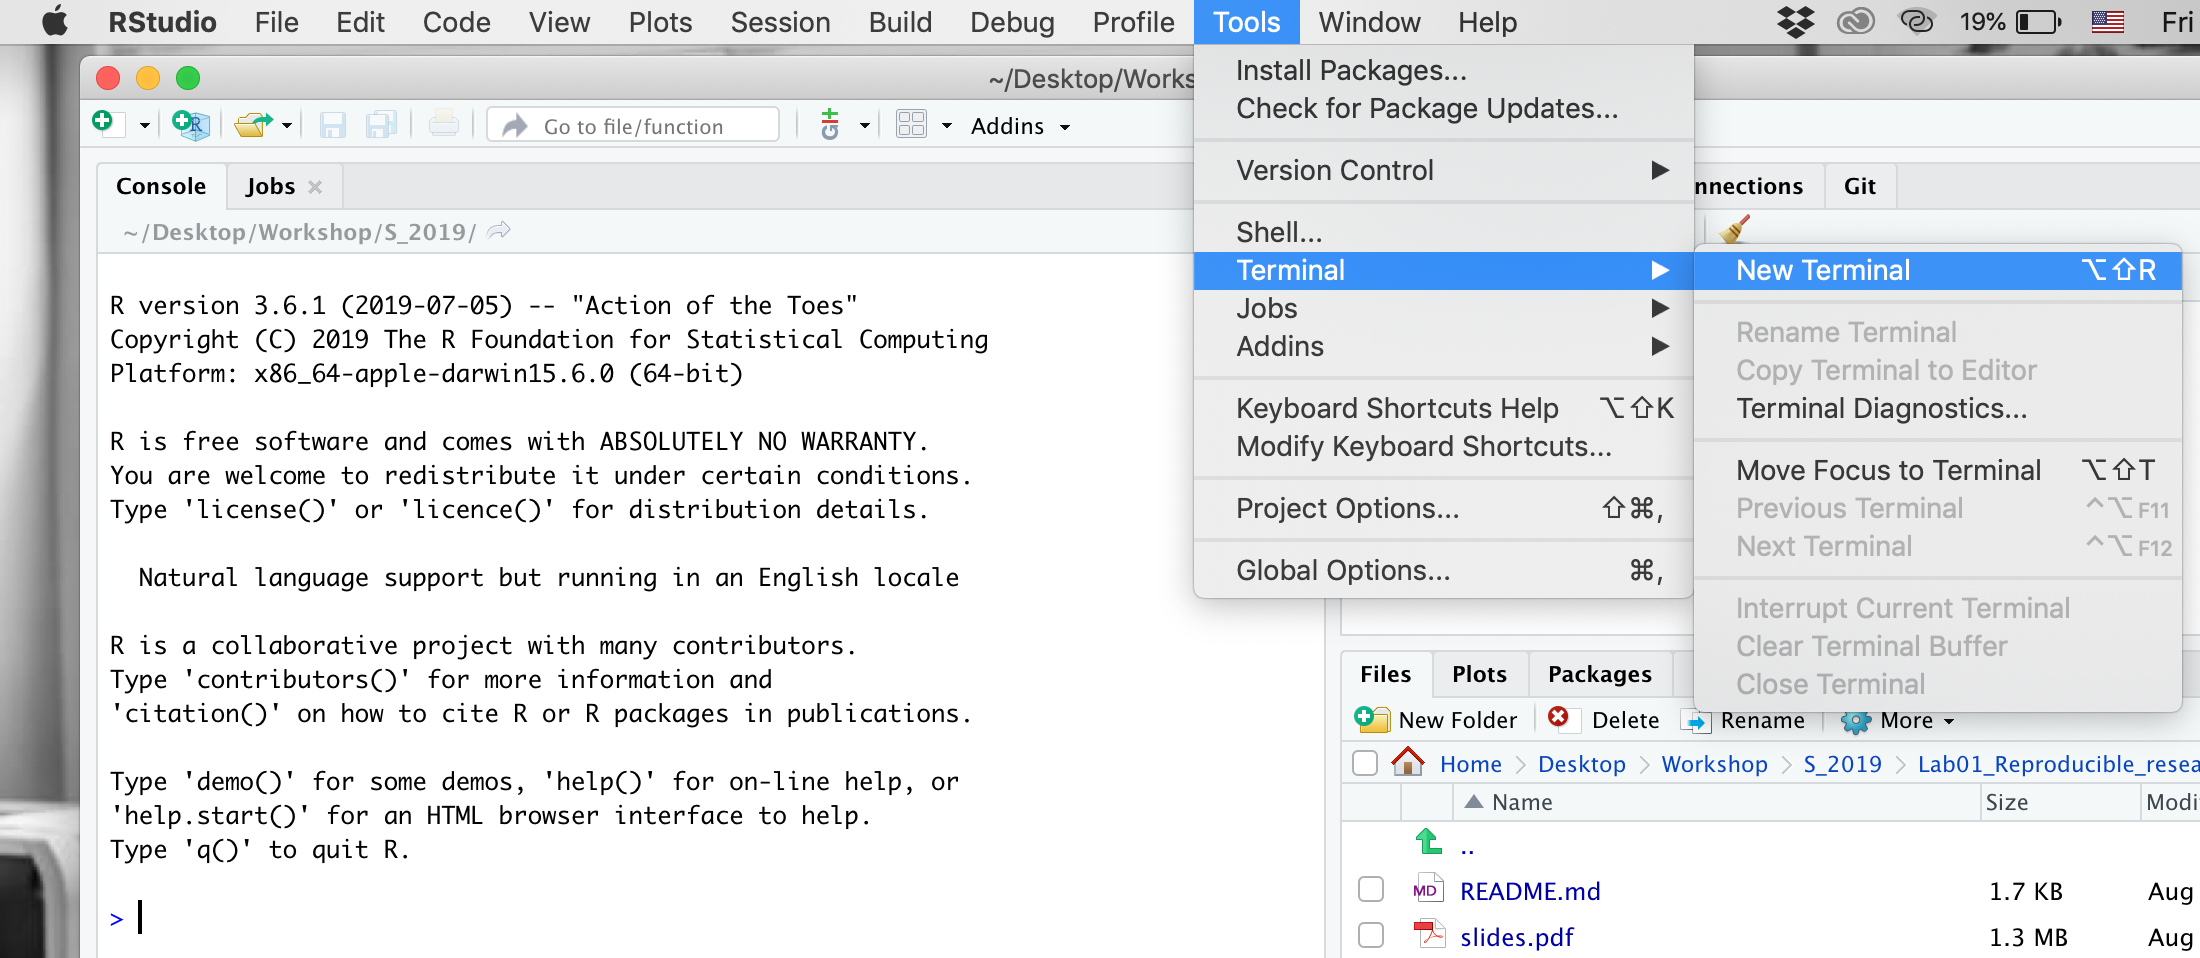 RStudio File Edit Code View Plots Session Build Debug Profile Tools Window Help 19% Fri
~/Desktop/Works
Go to file/function Addins
Console Jobs
~/Desktop/Workshop/S_2019/
R version 3.6.1 (2019-07-05) -- "Action of the Toes"
Copyright (C) 2019 The R Foundation for Statistical Computing
Platform: x86_64-apple-darwin15.6.0 (64-bit)
R is free software and comes with ABSOLUTELY NO WARRANTY.
You are welcome to redistribute it under certain conditions.
Type 'license()' or 'licence()' for distribution details.
Natural language support but running in an English locale
R is a collaborative project with many contributors.
Type 'contributors()' for more information and
'citation()' on how to cite R or R packages in publications.
Type 'demo()' for some demos, 'help()' for on-line help, or
'help.start()' for an HTML browser interface to help.
Type 'q()' to quit R.
>
Install Packages...
Check for Package Updates...
Version Control
Shell...
Terminal
Jobs
Addins
Keyboard Shortcuts Help ⌥⇧K
Modify Keyboard Shortcuts...
Project Options... ⇧⌘,
Global Options... ⌘,
nnections Git
New Terminal ⌥⇧R
Rename Terminal
Copy Terminal to Editor
Terminal Diagnostics...
Move Focus to Terminal ⌥⇧T
Previous Terminal ^⌥F11
Next Terminal ^⌥F12
Interrupt Current Terminal
Clear Terminal Buffer
Close Terminal
Files Plots Packages
New Folder Delete Rename More
Home Desktop Workshop S_2019 Lab01_Reproducible_resea
Name Size Modi
..
MD README.md 1.7 KB Aug
slides.pdf 1.3 MB Aug